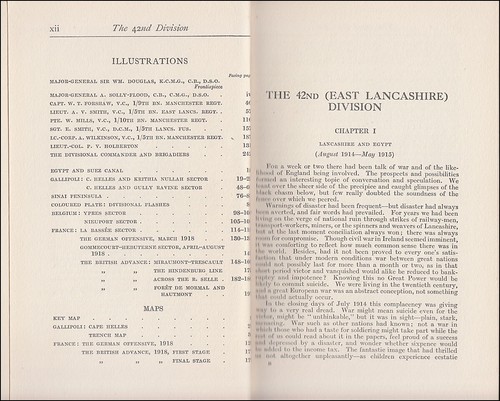 xii The 42nd Division
ILLUSTRATIONS
Facing page
MAJOR-GENERAL SIR WM. DOUGLAS, K.C.M.G., C.B., D.S.O.
Frontispiece
MAJOR-GENERAL A. SOLLY-FLOOD, C.B., C.M.G., D.S.O.
CAPT. W. T. FORSHAW, V.C., 1/9TH BN. MANCHESTER REGT.
LIEUT. A. V. SMITH, V.C., 1/5TH BN. EAST LANCS. REGT.
PTE. W. MILLS, V.C., 1/10TH BN. MANCHESTER REGT.
SGT. E. SMITH, V.C., D.C.M., 1/5TH LANCS. FUS.
LC.-CORP. A. WILKINSON, V.C., 1/5TH BN. MANCHESTER REGT.
LIEUT.-COL. P. V. HOLBERTON
THE DIVISIONAL COMMANDER AND BRIGADIERS
EGYPT AND SUEZ CANAL
GALLIPOLI: C. HELLES AND KRITHIA NULLAH SECTOR
C. HELLES AND GULLY RAVINE SECTOR
SINAI PENINSULA
COLOURED PLATE: DIVISIONAL FLASHES
BELGIUM: YPRES SECTOR
NIEUPORT SECTOR
FRANCE: LA BASSÉE SECTOR
THE GERMAN OFFENSIVE, MARCH 1918
GOMMECOURT-HEBUTERNE SECTOR, APRIL-AUGUST
1918
THE BRITISH ADVANCE: MIRAUMONT-TRESCAULT
" " THE HINDENBURG LINE
" " ACROSS THE R. SELLE
" " FORÊT DE MORMAL AND
HAUTMONT
MAPS
KEY MAP
GALLIPOLI: CAPE HELLES
TRENCH MAP
FRANCE: THE GERMAN OFFENSIVE, 1918
THE BRITISH ADVANCE, 1918, FIRST STAGE
" " " FINAL STAGE
THE 42ND (EAST LANCASHIRE)
DIVISION
CHAPTER I
LANCASHIRE AND EGYPT
(August 1914—May 1915)
For a week or two there had been talk of war and of the like-
lihood of England being involved. The prospects and possibilities
formed an interesting topic of conversation and speculation. We
over the sheer side of the precipice and caught glimpses of the
black chasm below, but few really doubted the soundness of the
fence over which we peered.
Warnings of disaster had been frequent—but disaster had always
been averted, and fair words had prevailed. For years we had been
living on the verge of national ruin through strikes of railway-men,
transport-workers, miners, or the spinners and weavers of Lancashire,
but at the last moment conciliation always won; there was always
room for compromise. Though civil war in Ireland seemed imminent,
it was comforting to reflect how much common sense there was in
the world. Besides, had it not been proved to every one's satis-
faction that under modern conditions war between great nations
could not possibly last for more than a month or two, as in that
short period victor and vanquished would alike be reduced to bank-
ruptcy and impotence? Knowing this no Great Power would be
likely to commit suicide. We were living in the twentieth century,
and a great European war was an abstract conception, not something
that could actually occur.
In the closing days of July 1914 this complacency was giving
way to a very real dread. War might mean suicide even for the
victor, might be "unthinkable," but it was in sight—plain, stark,
menacing. War such as other nations had known; not a war in
which those who had a taste for soldiering might take part while the
rest of us could read about it in the papers, feel proud of a success
and depressed by a disaster, and wonder whether sixpence would
be added to the income tax. The fantastic image that had thrilled
us not altogether unpleasantly—as children experience ecstatic
B